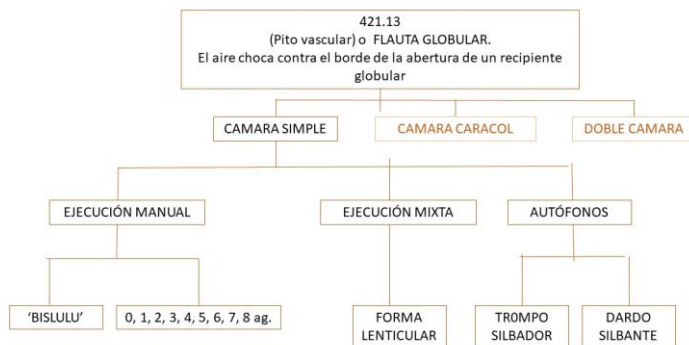 421.13
(Pito vascular) o FLAUTA GLOBULAR.
El aire choca contra el borde de la abertura de un recipiente
globular
CAMARA SIMPLE
CAMARA CARACOL
DOBLE CAMARA
EJECUCIÓN MANUAL
EJECUCIÓN MIXTA
AUTÓFONOS
‘BISLULU’
0, 1, 2, 3, 4, 5, 6, 7, 8 ag.
FORMA
LENTICULAR
TR0MPO
SILBADOR
DARDO
SILBANTE